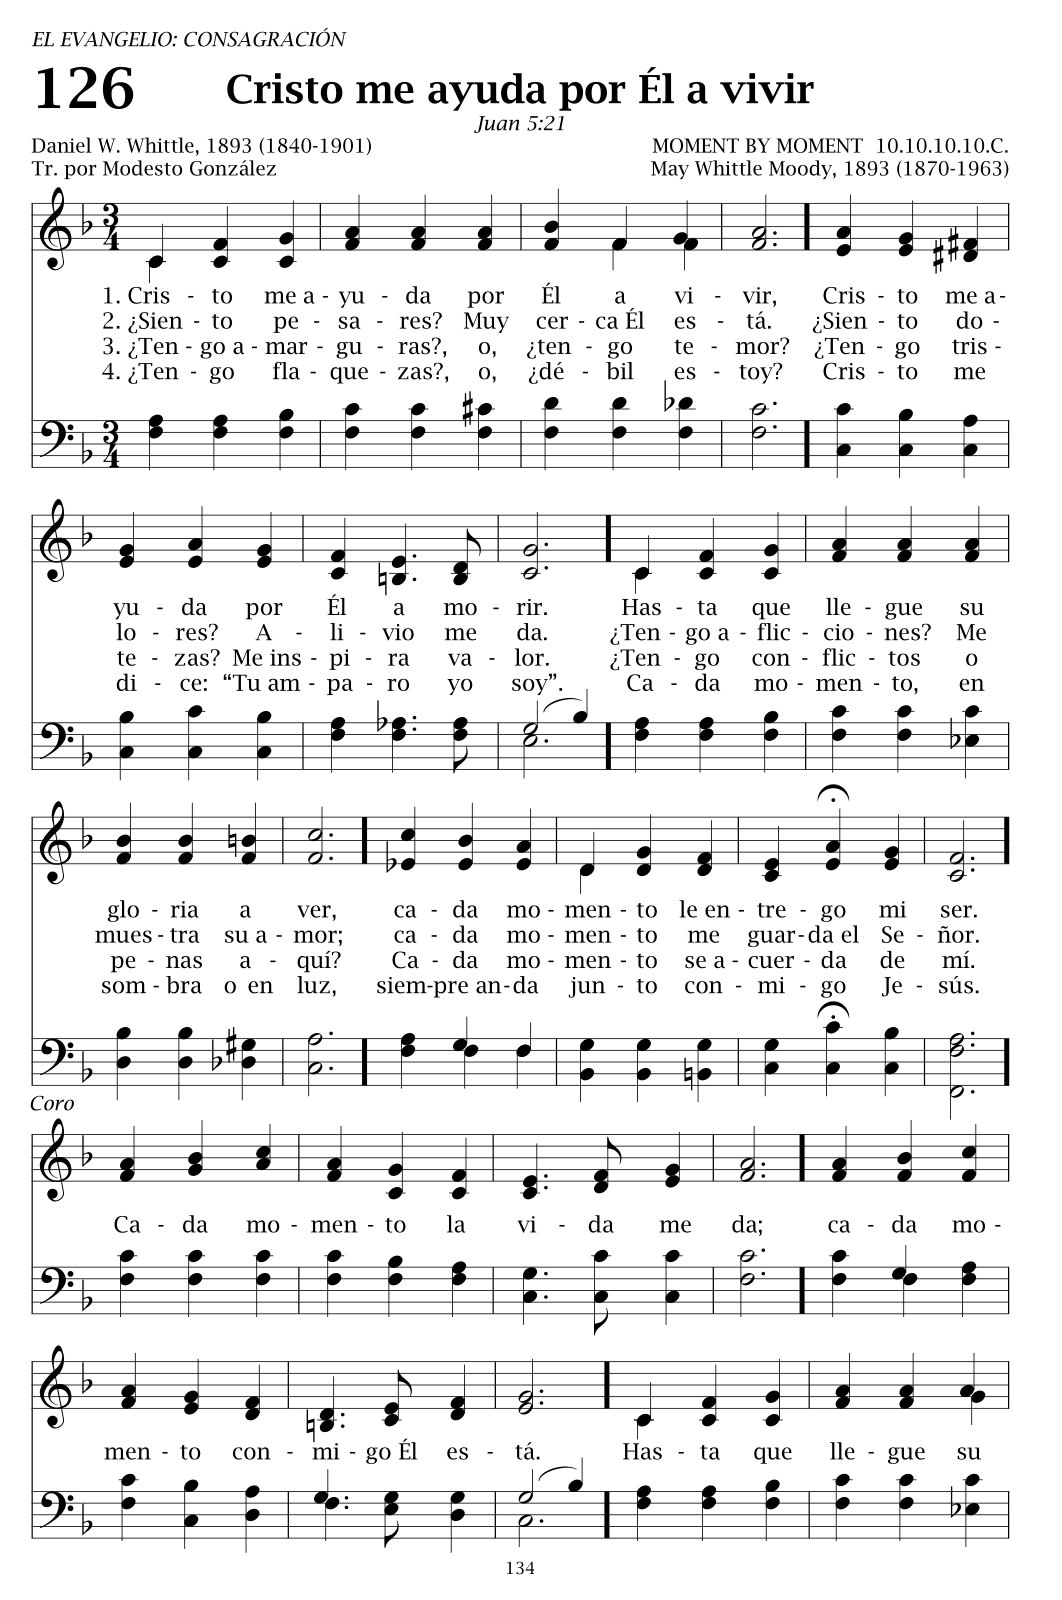 EL EVANGELIO: CONSAGRACIÓN
126 Cristo me ayuda por Él a vivir
Juan 5:21
Daniel W. Whittle, 1893 (1840-1901) MOMENT BY MOMENT 10.10.10.10.C.
Tr. por Modesto González May Whittle Moody, 1893 (1870-1963)
1. Cris - to me a - yu - da por Él a vi - vir, Cris - to me a -
2. ¿Sien - to pe - sa - res? Muy cer - ca Él es - tá. ¿Sien - to do -
3. ¿Ten - go a - mar - gu - ras?, o, ¿ten - go te - mor? ¿Ten - go tris -
4. ¿Ten - go fla - que - zas?, o, ¿dé - bil es - toy? Cris - to me
yu - da por Él a mo - rir. Has - ta que lle - gue su
lo - res? A - li - vio me da. ¿Ten - go a - flic - cio - nes? Me
te - zas? Me ins - pi - ra va - lor. ¿Ten - go con - flic - tos o
di - ce: “Tu am - pa - ro yo soy”. Ca - da mo - men - to, en
glo - ria a ver, ca - da mo - men - to le en - tre - go mi ser.
mues - tra su a - mor; ca - da mo - men - to me guar - da el Se - ñor.
pe - nas a - quí? Ca - da mo - men - to se a - cuer - da de mí.
som - bra o en luz, siem - pre an - da jun - to con - mi - go Je - sús.
Coro
Ca - da mo - men - to la vi - da me da; ca - da mo -
men - to con - mi - go Él es - tá. Has - ta que lle - gue su
134